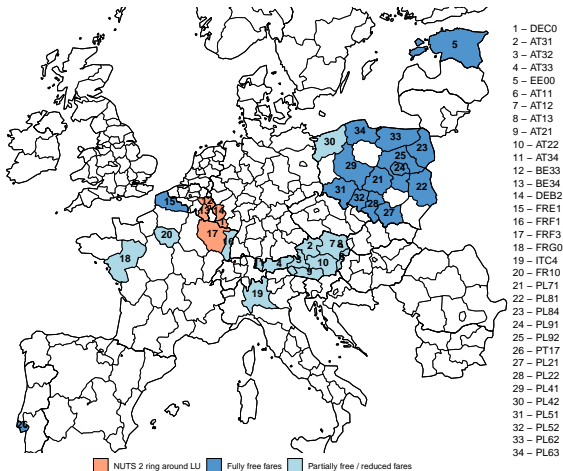 1 – DEC0
2 – AT31
3 – AT32
4 – AT33
5 – EE00
6 – AT11
7 – AT12
8 – AT13
9 – AT21
10 – AT22
11 – AT34
12 – BE33
13 – BE34
14 – DEB2
15 – FRE1
16 – FRF1
17 – FRF3
18 – FRG0
19 – ITC4
20 – FR10
21 – PL71
22 – PL81
23 – PL84
24 – PL91
25 – PL92
26 – PT17
27 – PL21
28 – PL22
29 – PL41
30 – PL42
31 – PL51
32 – PL52
33 – PL62
34 – PL63
5
34
33
30
23
25
24
29
21
22
31
32
28
27
15
12
13
14
17
16
20
18
2
7
8
4
3
10
9
19
26
NUTS 2 ring around LU
Fully free fares
Partially free / reduced fares